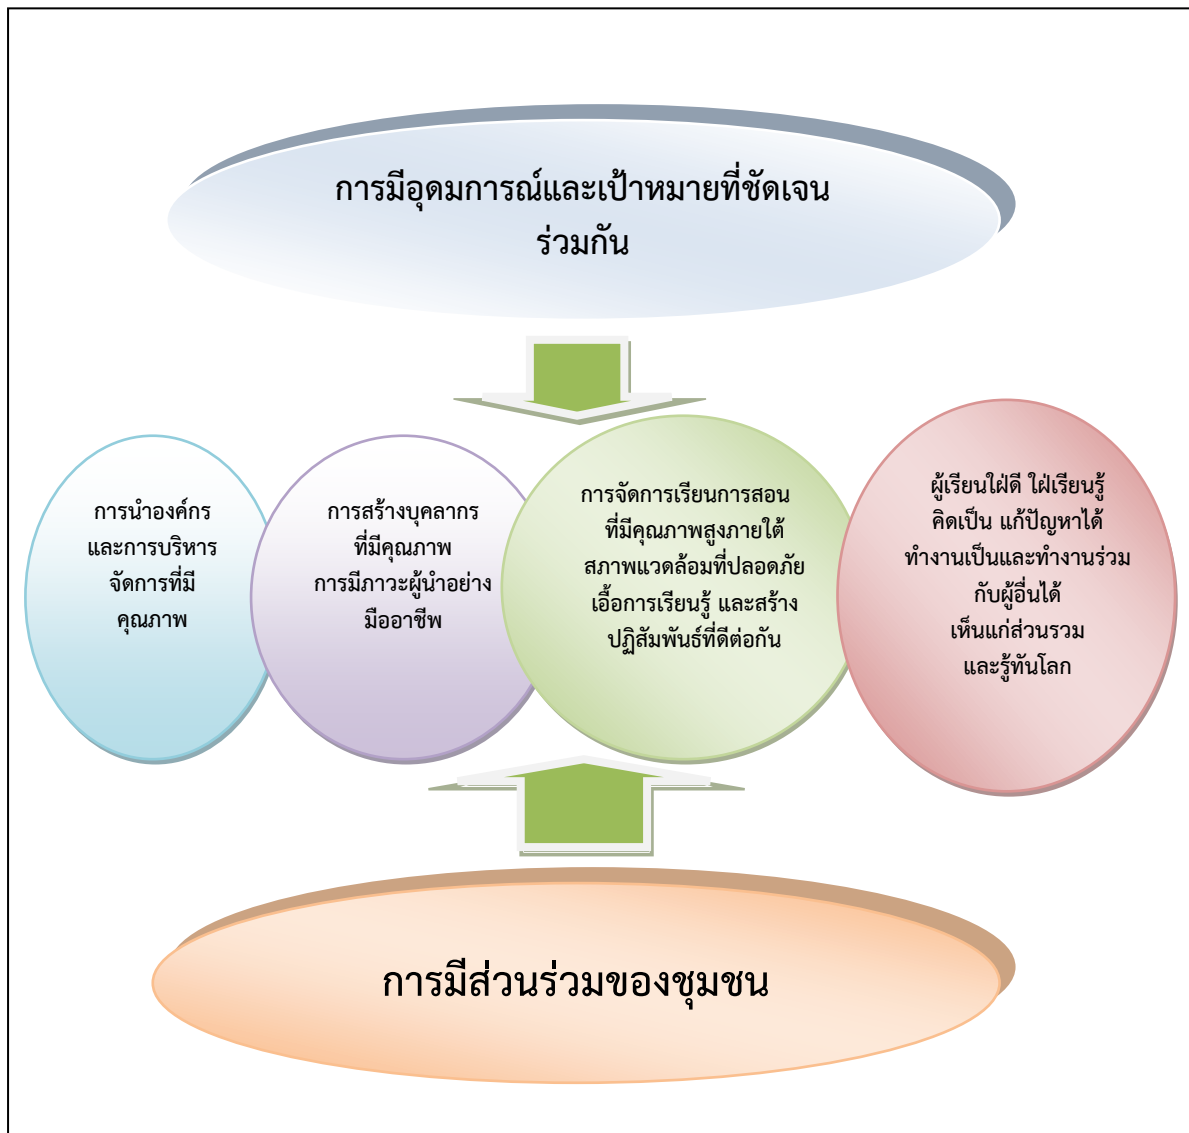 การมีอุดมการณ์และเป้าหมายที่ชัดเจน
ร่วมกัน
การนำองค์กร
และการบริหาร
จัดการที่มี
คุณภาพ
การสร้างบุคลากร
ที่มีคุณภาพ
การมีภาวะผู้นำอย่าง
มืออาชีพ
การจัดการเรียนการสอน
ที่มีคุณภาพสูงภายใต้
สภาพแวดล้อมที่ปลอดภัย
เอื้อการเรียนรู้ และสร้าง
ปฏิสัมพันธ์ที่ดีต่อกัน
ผู้เรียนใฝ่ดี ใฝ่เรียนรู้
คิดเป็น แก้ปัญหาได้
ทำงานเป็นและทำงานร่วม
กับผู้อื่นได้
เห็นแก่ส่วนรวม
และรู้ทันโลก
การมีส่วนร่วมของชุมชน